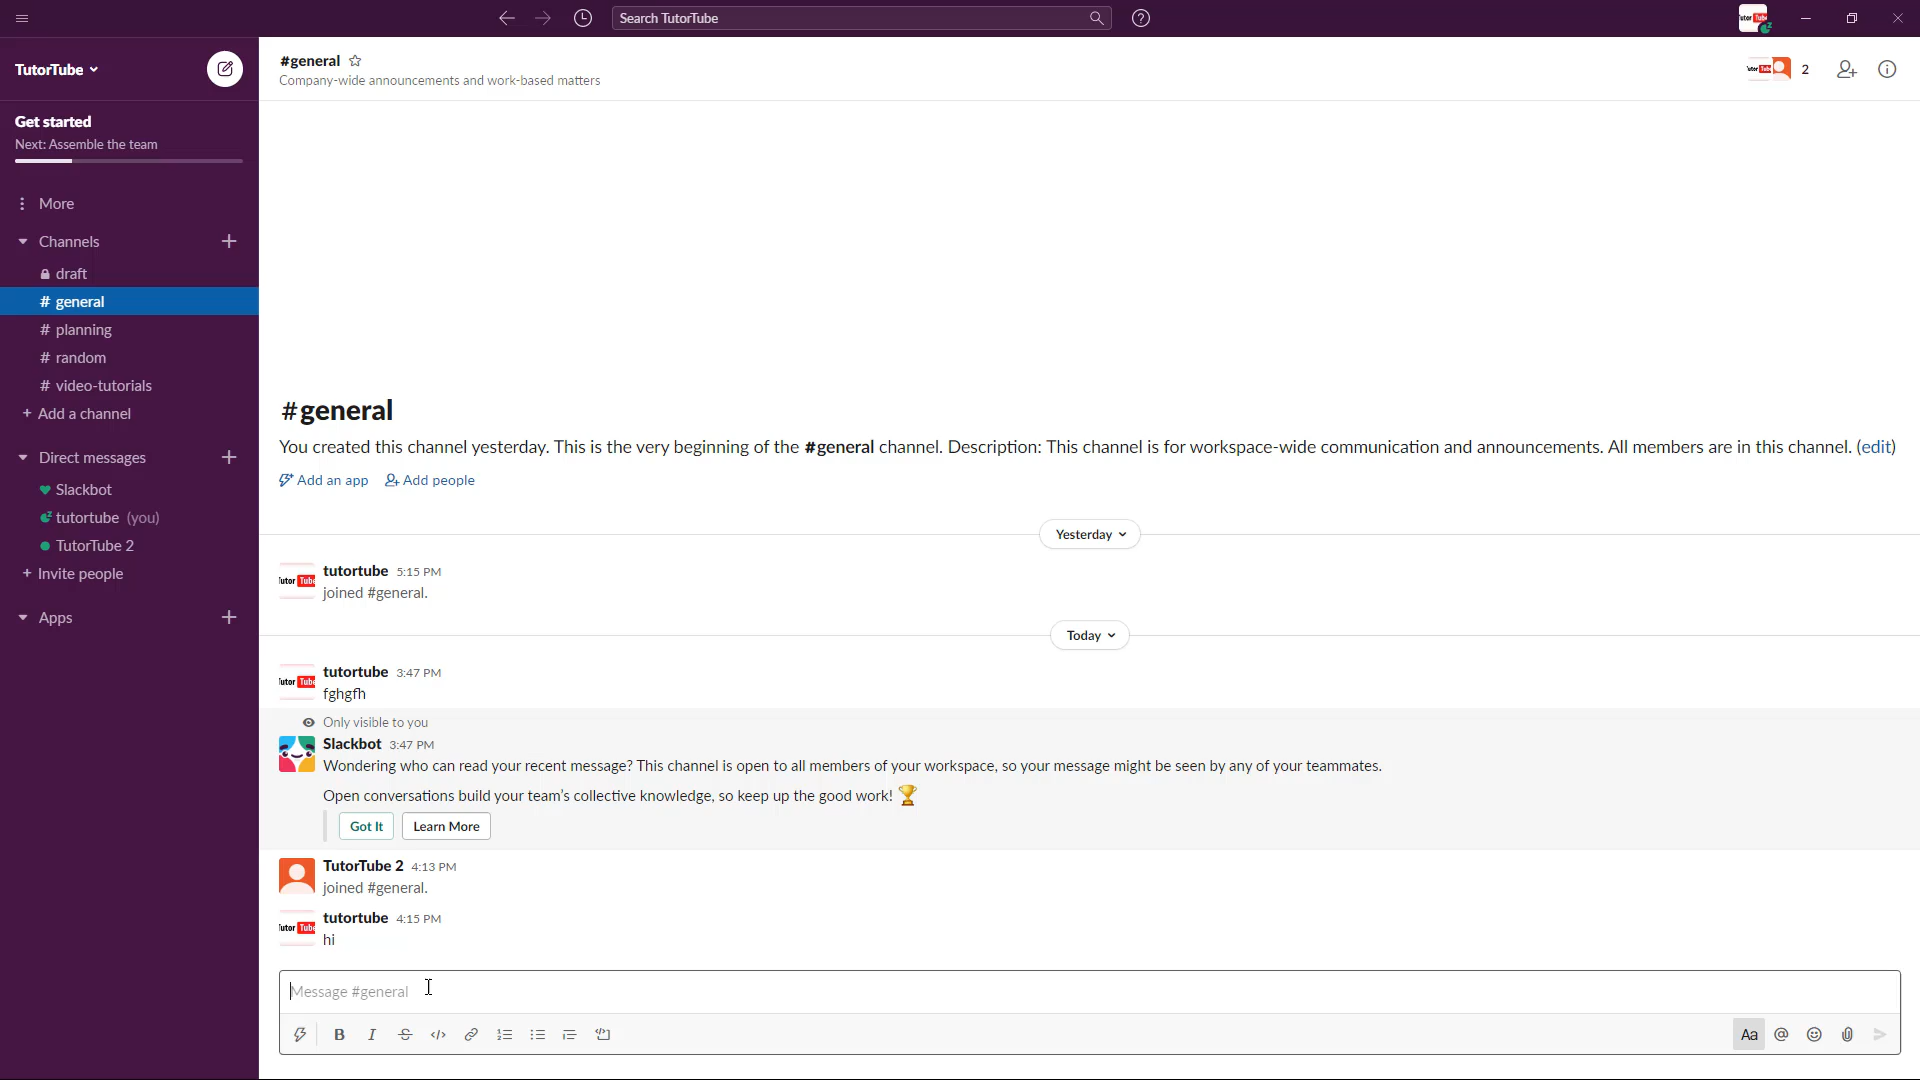 Search TutorTube
TutorTube
#general
Company-wide announcements and work-based matters
2
Get started
Next: Assemble the team
More
Channels
draft
# general
# planning
# random
# video-tutorials
+ Add a channel
Direct messages
Slackbot
tutortube (you)
TutorTube 2
+ Invite people
Apps
#general
You created this channel yesterday. This is the very beginning of the #general channel. Description: This channel is for workspace-wide communication and announcements. All members are in this channel. (edit)
Add an app Add people
Yesterday
tutortube 5:15 PM
joined #general.
Today
tutortube 3:47 PM
fghgfh
Only visible to you
Slackbot 3:47 PM
Wondering who can read your recent message? This channel is open to all members of your workspace, so your message might be seen by any of your teammates.
Open conversations build your team's collective knowledge, so keep up the good work!
Got It Learn More
TutorTube 2 4:13 PM
joined #general.
tutortube 4:15 PM
hi
Message #general
B I S Aa @